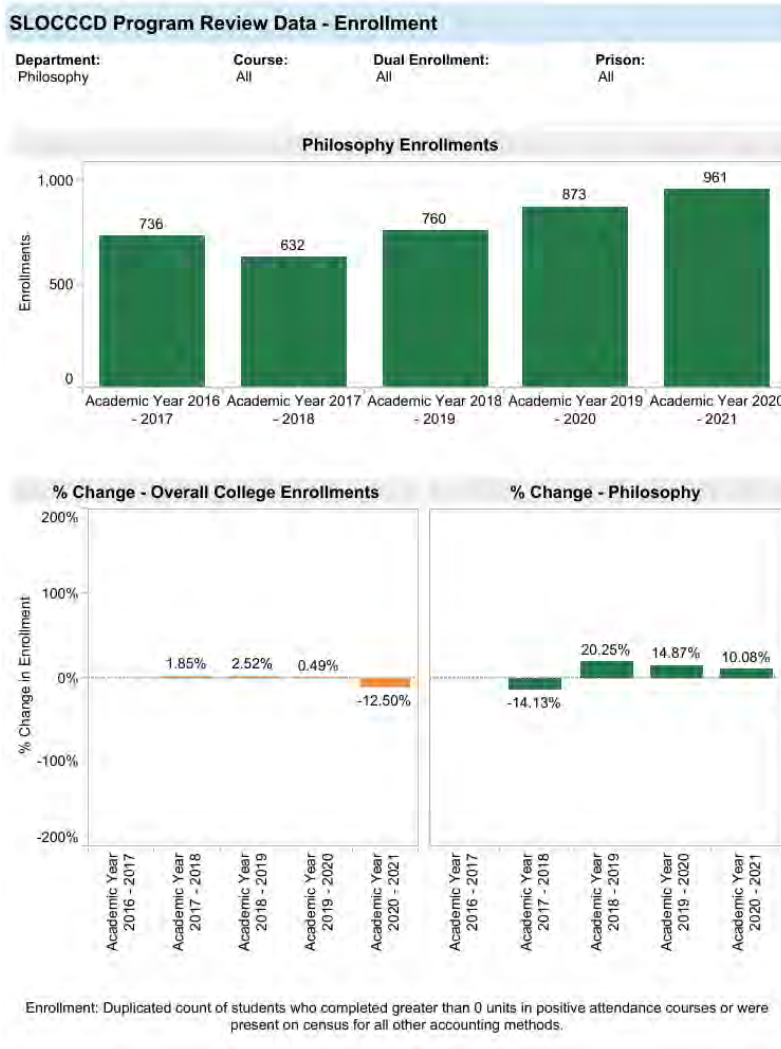 SLOCCCD Program Review Data - Enrollment
Department: Course: Dual Enrollment: Prison:
Philosophy All All All
Philosophy Enrollments
1,000
500
0
Enrollments
736
632
760
873
961
Academic Year 2016 Academic Year 2017 Academic Year 2018 Academic Year 2019 Academic Year 2020
- 2017 - 2018 - 2019 - 2020 - 2021
% Change - Overall College Enrollments
% Change - Philosophy
200%
100%
0%
-100%
-200%
% Change in Enrollment
1.85%
2.52%
0.49%
-12.50%
-14.13%
20.25%
14.87%
10.08%
Academic Year
2016 - 2017
Academic Year
2017 - 2018
Academic Year
2018 - 2019
Academic Year
2019 - 2020
Academic Year
2020 - 2021
Academic Year
2016 - 2017
Academic Year
2017 - 2018
Academic Year
2018 - 2019
Academic Year
2019 - 2020
Academic Year
2020 - 2021
Enrollment: Duplicated count of students who completed greater than 0 units in positive attendance courses or were
present on census for all other accounting methods.